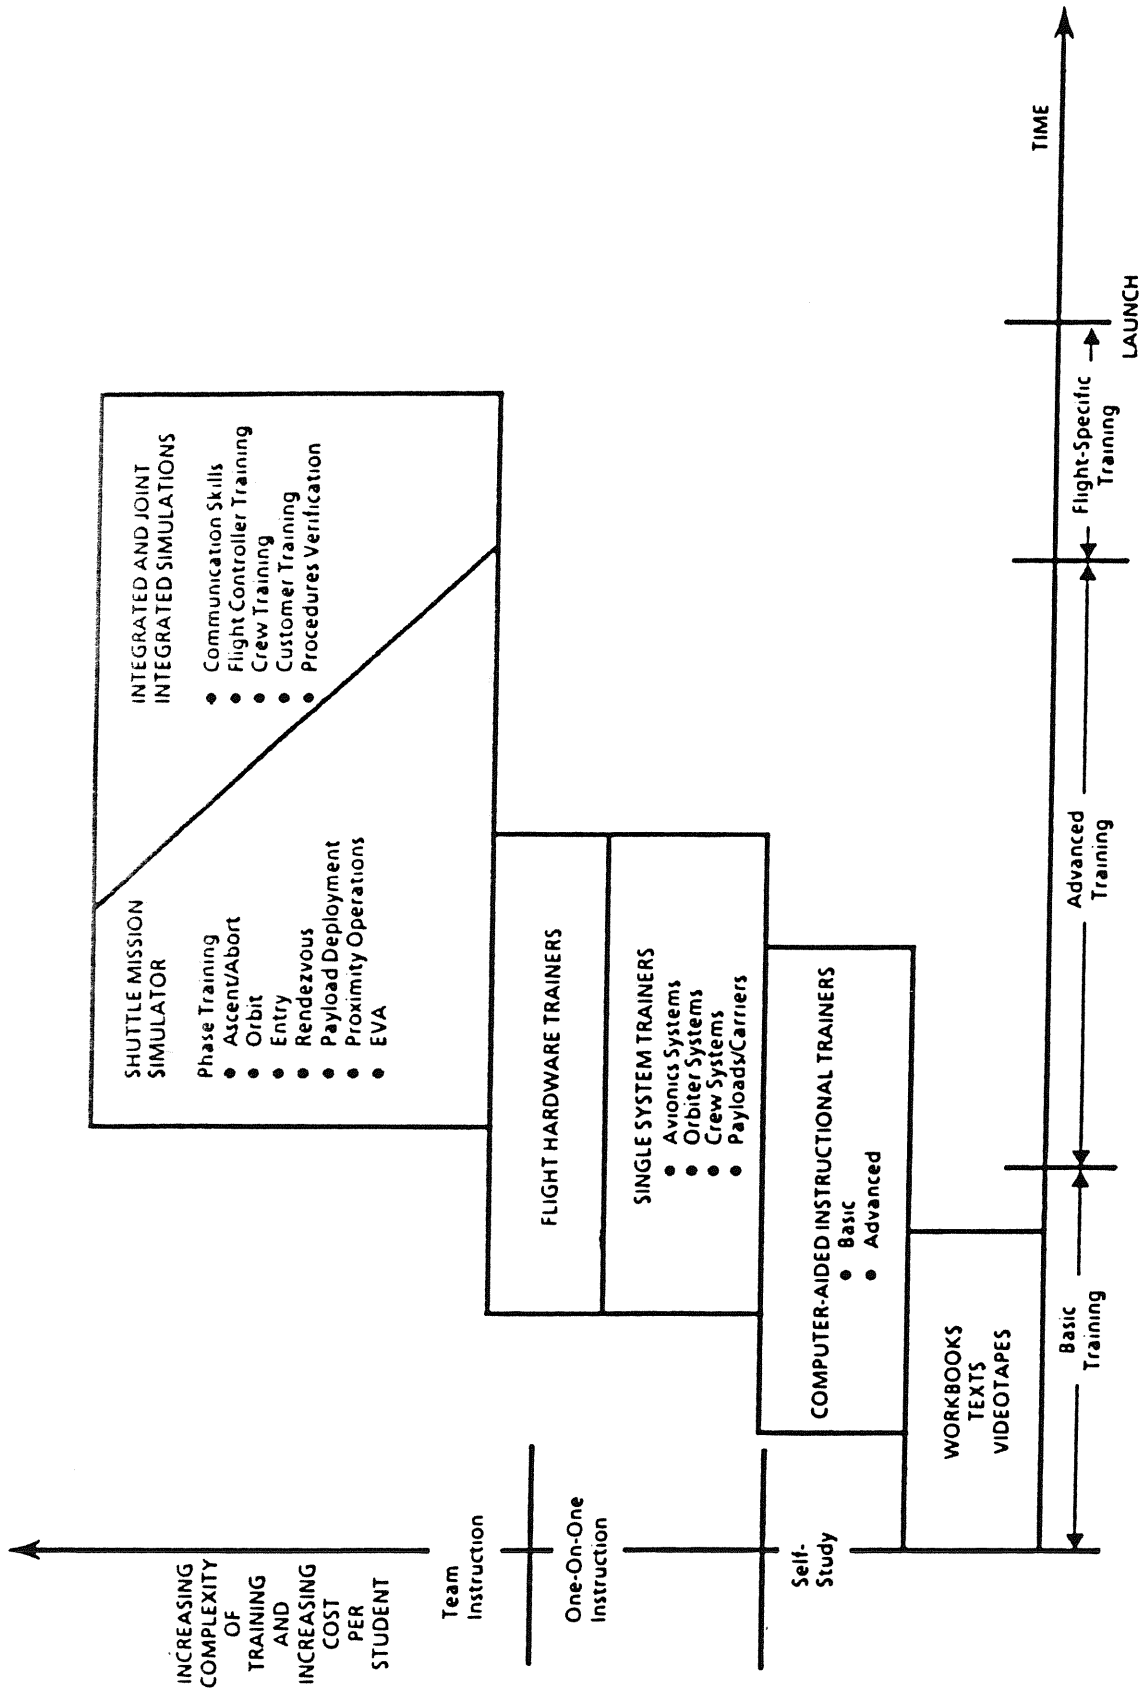 INCREASING
COMPLEXITY
OF
TRAINING
AND
INCREASING
COST
PER
STUDENT
Team
Instruction
One-On-One
Instruction
Self-
Study
SHUTTLE MISSION
SIMULATOR
Phase Training
● Ascent/Abort
● Orbit
● Entry
● Rendezvous
● Payload Deployment
● Proximity Operations
● EVA
INTEGRATED AND JOINT
INTEGRATED SIMULATIONS
● Communication Skills
● Flight Controller Training
● Crew Training
● Customer Training
● Procedures Verification
FLIGHT HARDWARE TRAINERS
SINGLE SYSTEM TRAINERS
● Avionics Systems
● Orbiter Systems
● Crew Systems
● Payloads/Carriers
COMPUTER-AIDED INSTRUCTIONAL TRAINERS
● Basic
● Advanced
WORKBOOKS
TEXTS
VIDEOTAPES
TIME
Basic
Training
Advanced
Training
Flight-Specific
Training
LAUNCH